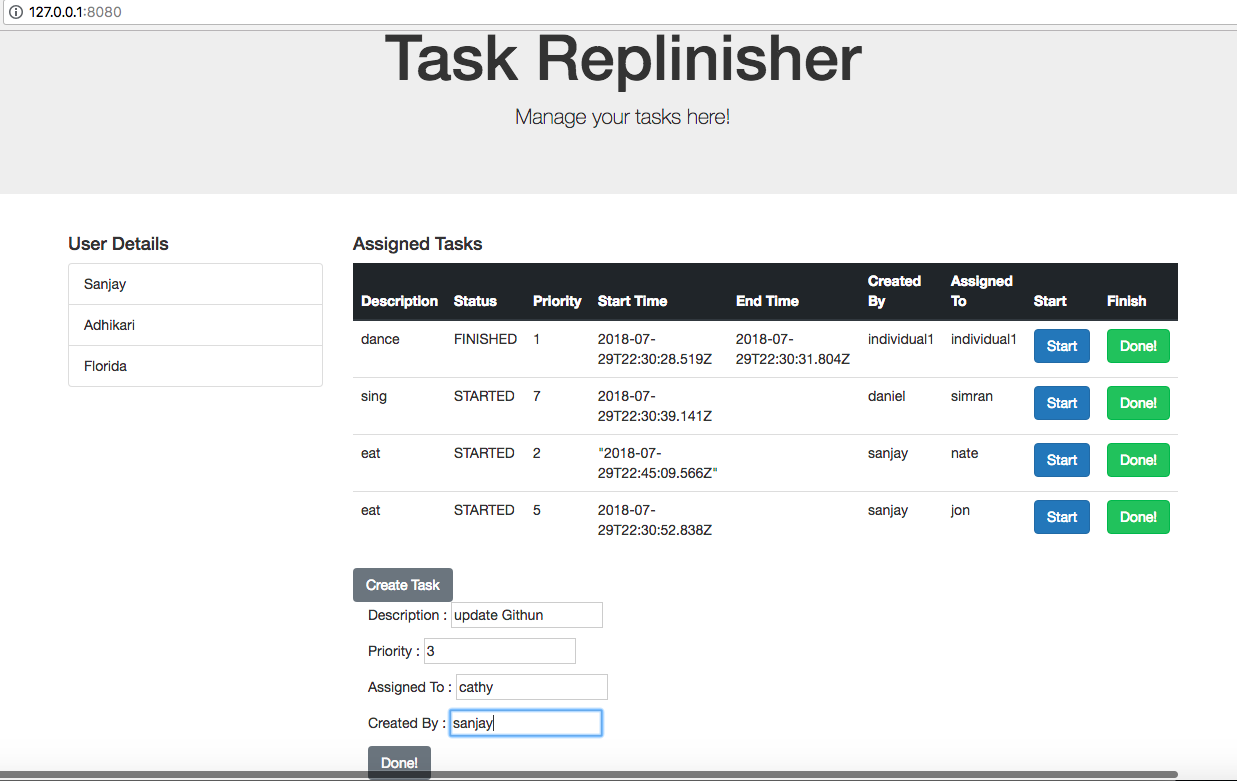 127.0.0.1:8080
Task Replinisher
Manage your tasks here!
User Details
Sanjay
Adhikari
Florida
Assigned Tasks
Description Status Priority Start Time End Time Created By Assigned To Start Finish
dance FINISHED 1 2018-07-29T22:30:28.519Z 2018-07-29T22:30:31.804Z individual1 individual1 Start Done!
sing STARTED 7 2018-07-29T22:30:39.141Z daniel simran Start Done!
eat STARTED 2 "2018-07-29T22:45:09.566Z" sanjay nate Start Done!
eat STARTED 5 2018-07-29T22:30:52.838Z sanjay jon Start Done!
Create Task
Description : update Githun
Priority : 3
Assigned To : cathy
Created By : sanjay
Done!